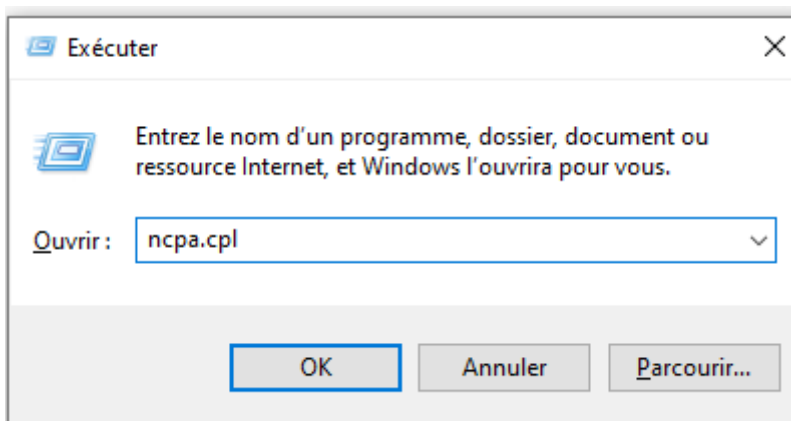 Exécuter
Entrez le nom d’un programme, dossier, document ou
ressource Internet, et Windows l’ouvrira pour vous.
Ouvrir : ncpa.cpl
OK Annuler Parcourir...